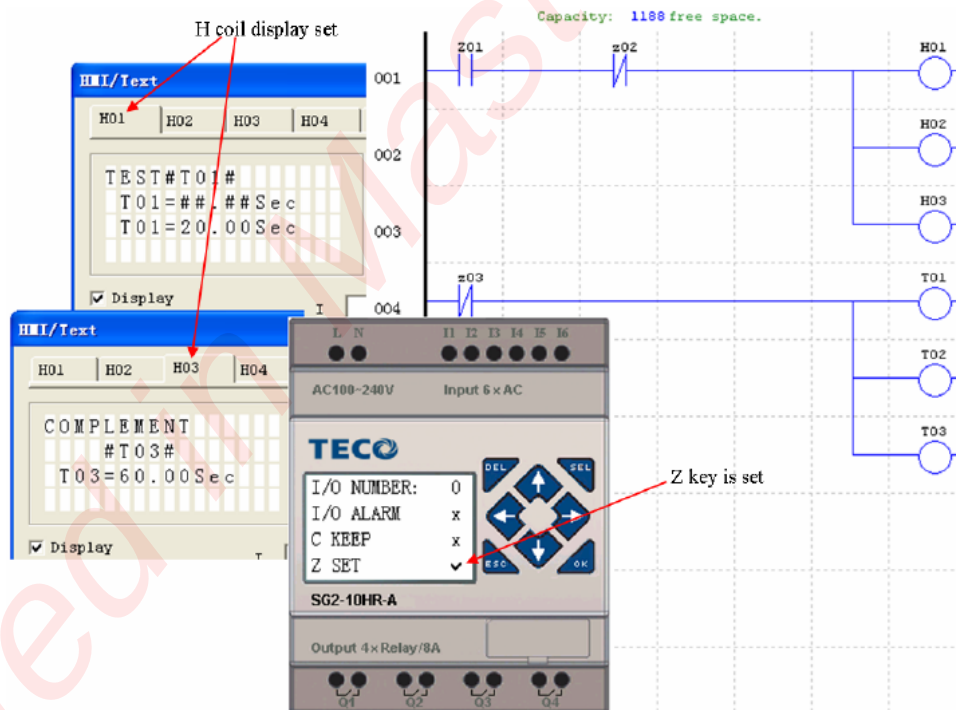 Capacity: 1188 free space.
H coil display set
HMI/Text
H01 H02 H03 H04
TEST#T01#
T01=##.##Sec
T01=20.00Sec
Display
I
HMI/Text
H01 H02 H03 H04
COMPLEMENT
#T03#
T03=60.00Sec
Display
001
Z01 z02 H01
002
H02
003
H03
004
z03 T01
T02
T03
L N I1 I2 I3 I4 I5 I6
AC100~240V Input 6×AC
TECO
DEL SEL
I/O NUMBER: 0
I/O ALARM x
C KEEP x
Z SET ✓
ESC OK
Z key is set
SG2-10HR-A
Output 4×Relay/8A
Q1 Q2 Q3 Q4
ed in Mast